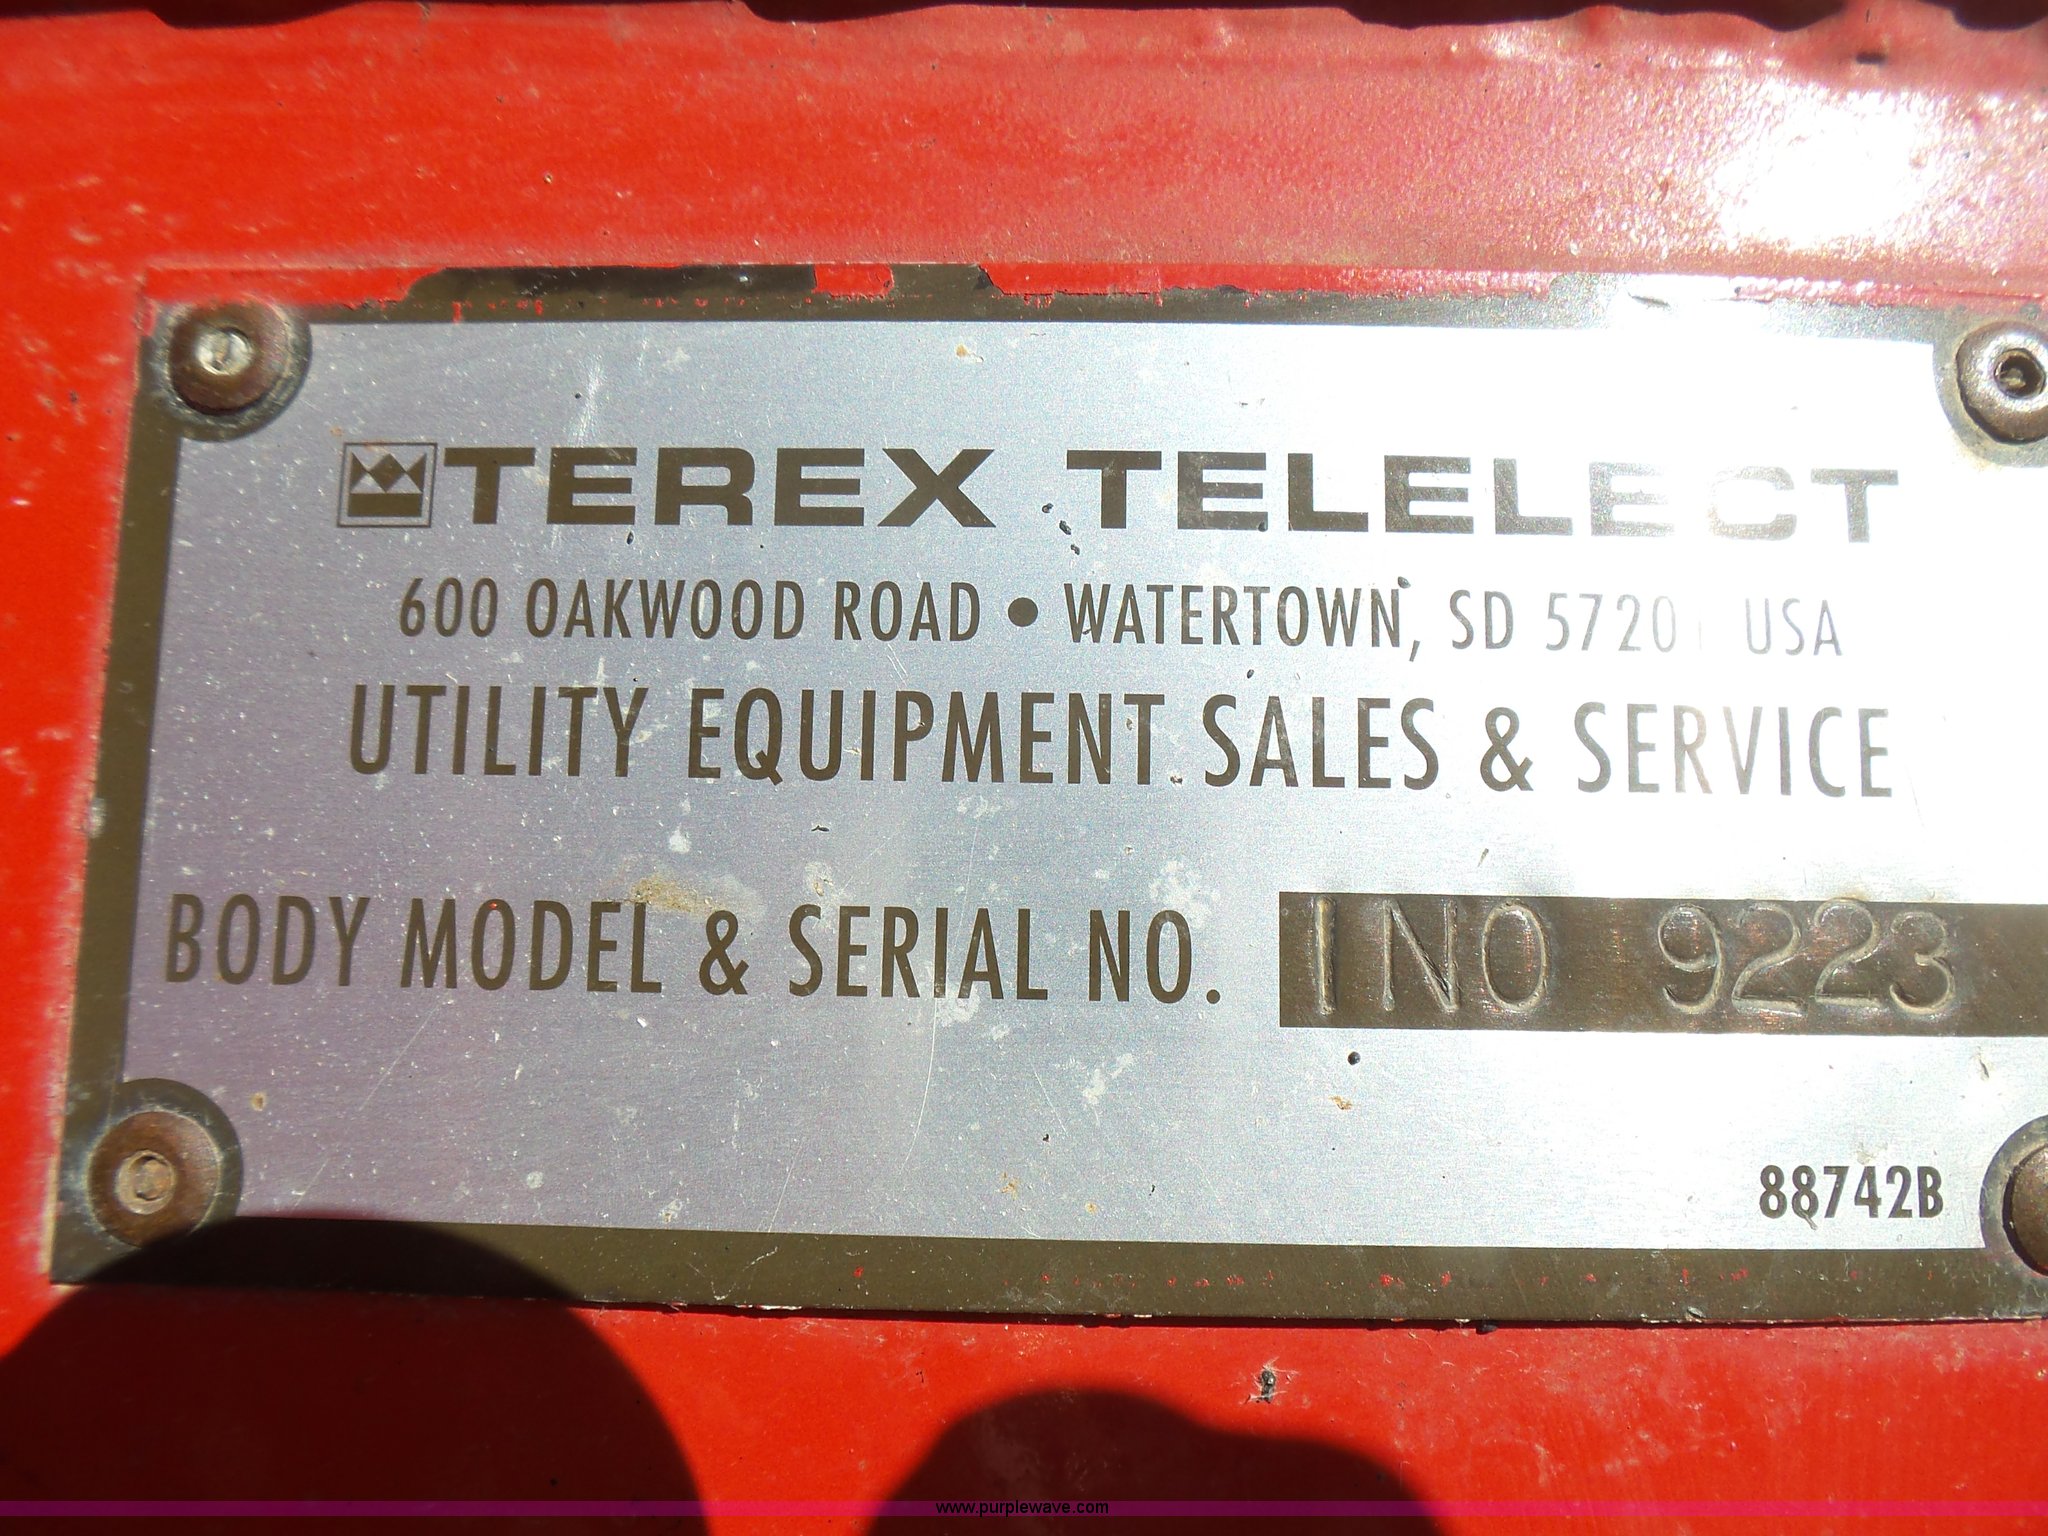 TEREX TELELECT
600 OAKWOOD ROAD • WATERTOWN, SD 57201 USA
UTILITY EQUIPMENT SALES & SERVICE
BODY MODEL & SERIAL NO. INO 9223
88742B
www.purplewave.com